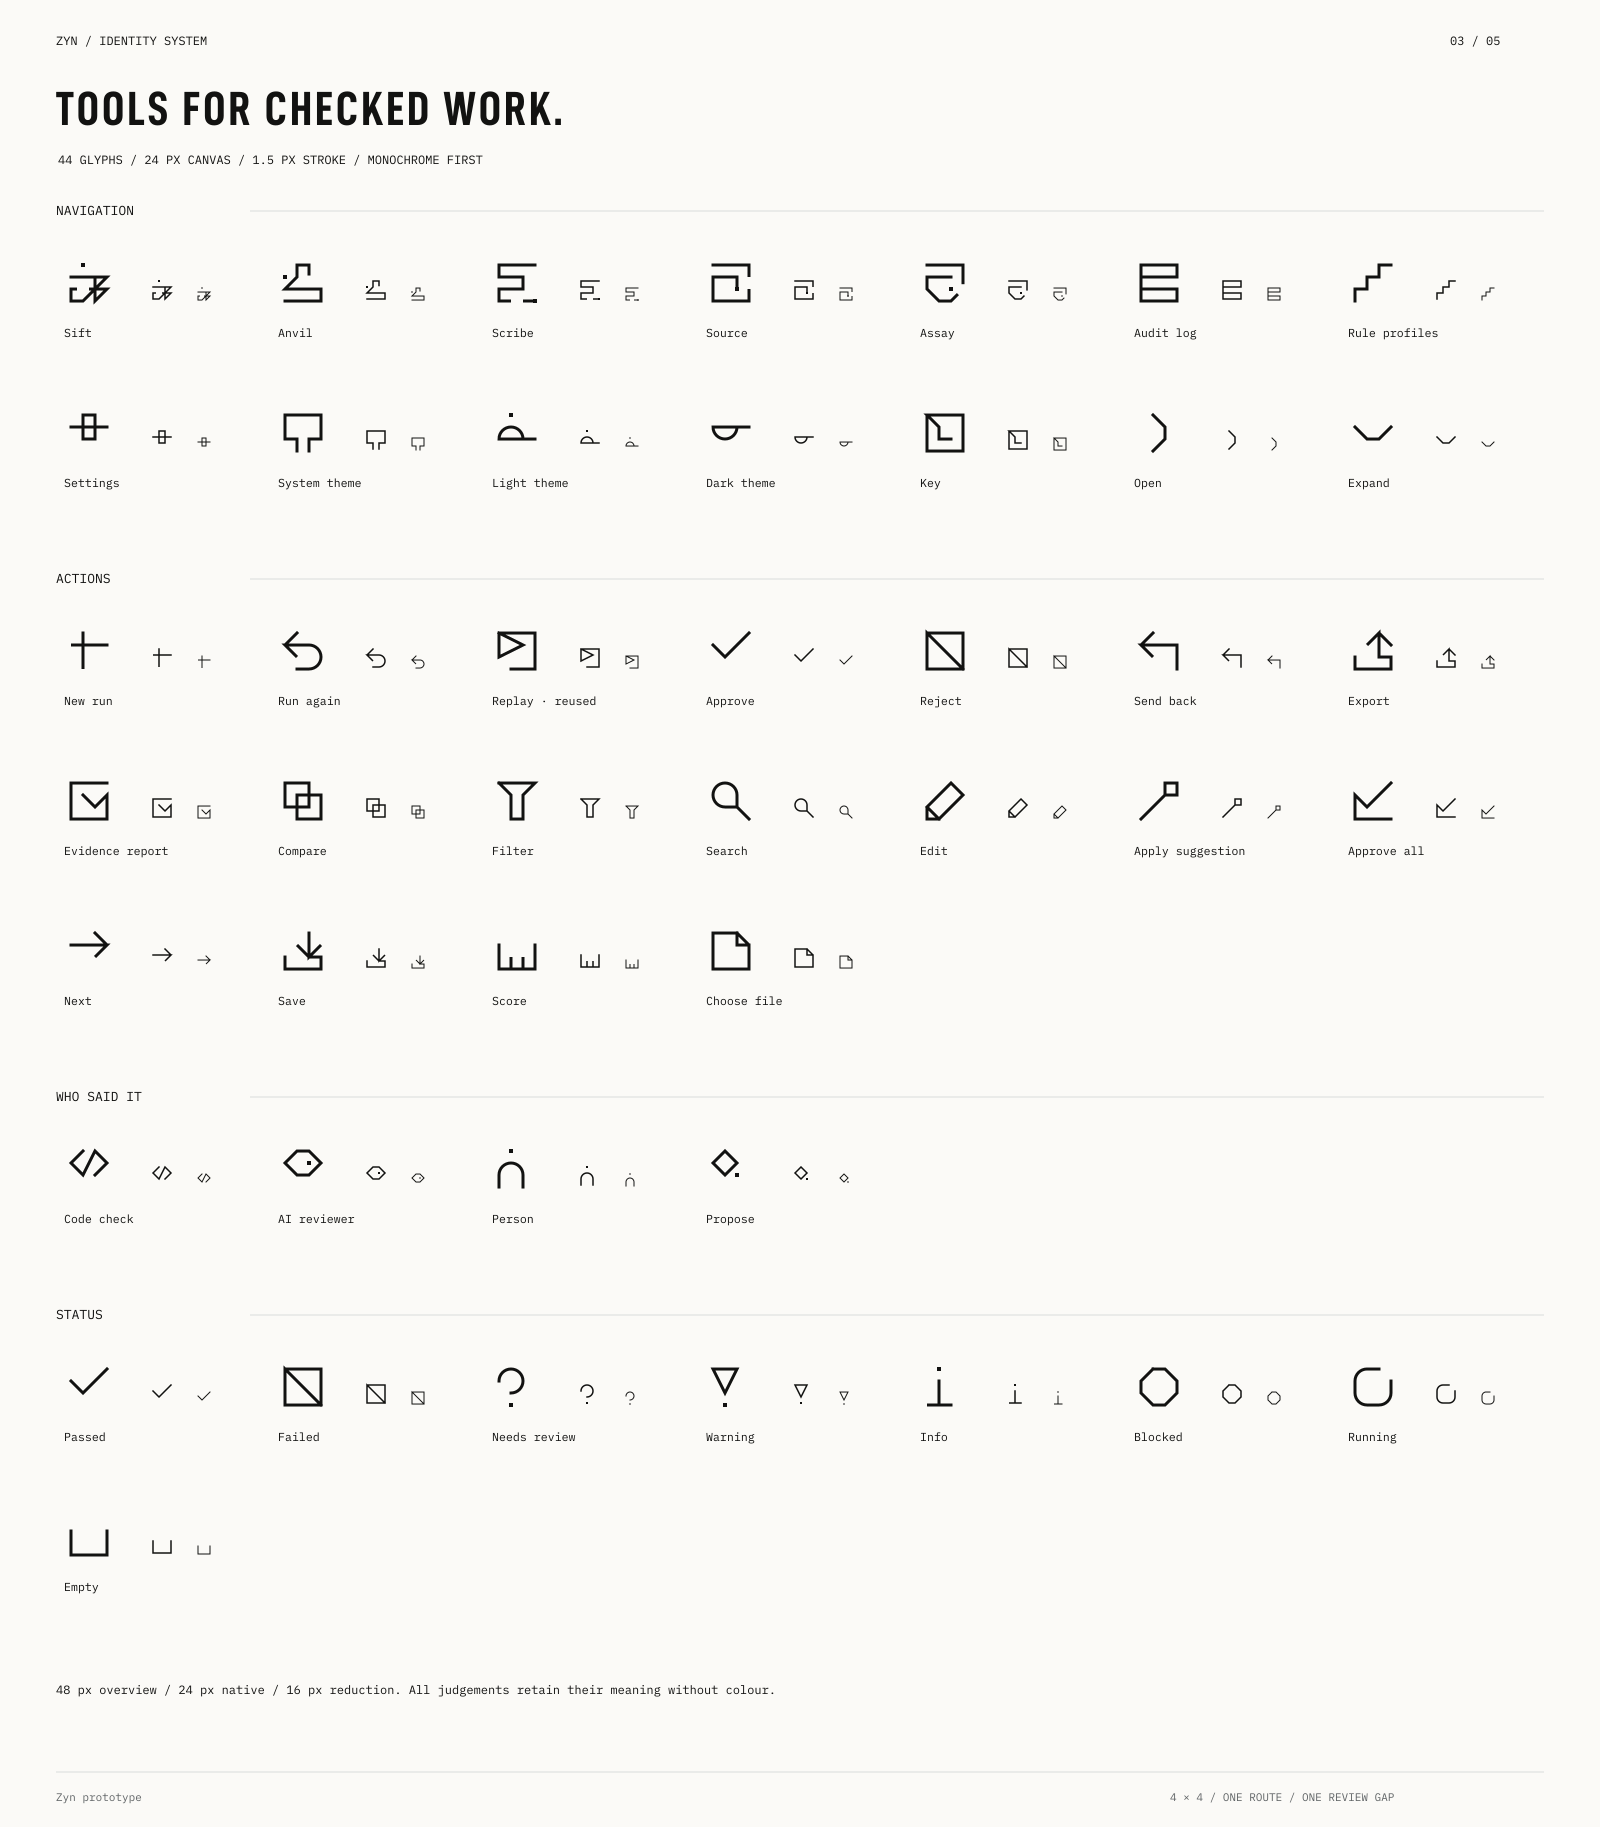 ZYN / IDENTITY SYSTEM 03 / 05
TOOLS FOR CHECKED WORK.
44 GLYPHS / 24 PX CANVAS / 1.5 PX STROKE / MONOCHROME FIRST
NAVIGATION
Sift Anvil Scribe Source Assay Audit log Rule profiles
Settings System theme Light theme Dark theme Key Open Expand
ACTIONS
New run Run again Replay · reused Approve Reject Send back Export
Evidence report Compare Filter Search Edit Apply suggestion Approve all
Next Save Score Choose file
WHO SAID IT
Code check AI reviewer Person Propose
STATUS
Passed Failed Needs review Warning Info Blocked Running
Empty
48 px overview / 24 px native / 16 px reduction. All judgements retain their meaning without colour.
Zyn prototype 4 × 4 / ONE ROUTE / ONE REVIEW GAP